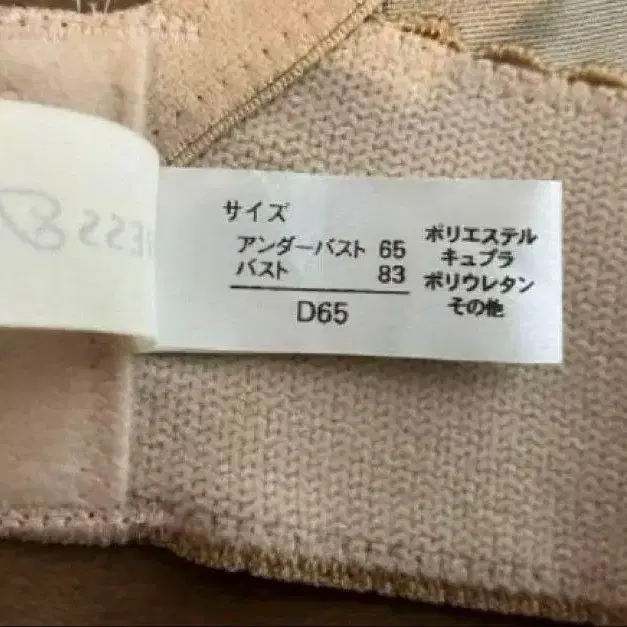 サイズ
アンダーバスト 65
バスト 83
D65
ポリエステル
キュプラ
ポリウレタン
その他